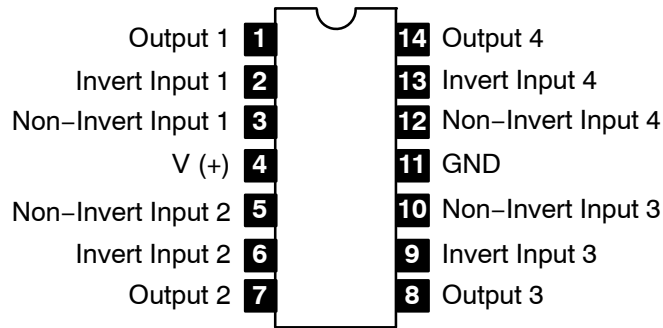 Output 1 1 14 Output 4
Invert Input 1 2 13 Invert Input 4
Non−Invert Input 1 3 12 Non−Invert Input 4
V (+) 4 11 GND
Non−Invert Input 2 5 10 Non−Invert Input 3
Invert Input 2 6 9 Invert Input 3
Output 2 7 8 Output 3